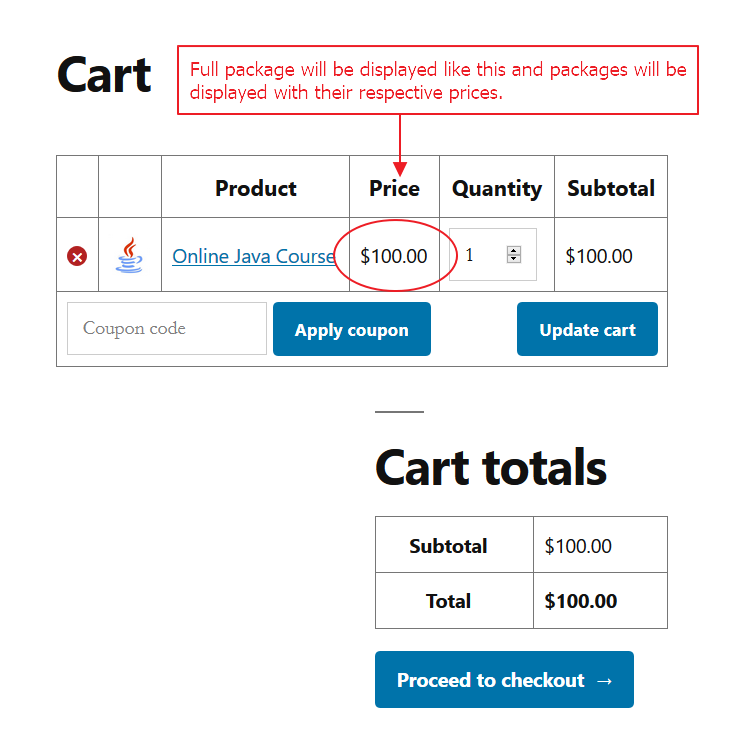 Cart
Full package will be displayed like this and packages will be
displayed with their respective prices.
Product Price Quantity Subtotal
Online Java Course $100.00 1 $100.00
Coupon code Apply coupon Update cart
Cart totals
Subtotal $100.00
Total $100.00
Proceed to checkout →